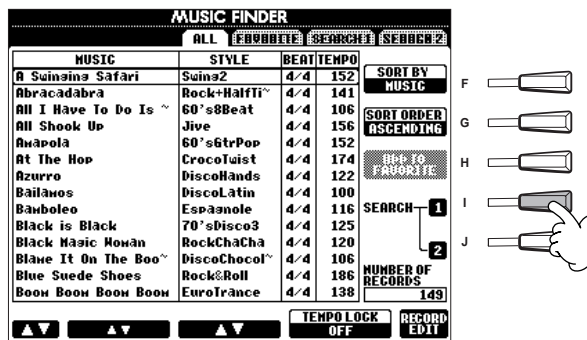 MUSIC FINDER
ALL FAVORITE SEARCH 1 SEARCH 2
MUSIC STYLE BEAT TEMPO
A Swinging Safari Swing2 4/4 152
Abracadabra Rock+HalfTi~ 4/4 141
All I Have To Do Is ~ 60's8Beat 4/4 106
All Shook Up Jive 4/4 156
Amapola 60'sGtrPop 4/4 152
At The Hop CrocoTwist 4/4 174
Azurro DiscoHands 4/4 122
Bailamos DiscoLatin 4/4 100
Bamboleo Espagnole 4/4 116
Black is Black 70'sDisco3 4/4 125
Black Magic Woman RockChaCha 4/4 120
Blame It On The Boo~ DiscoChocol~ 4/4 106
Blue Suede Shoes Rock&Roll 4/4 186
Boom Boom Boom Boom EuroTrance 4/4 138
SORT BY
MUSIC
SORT ORDER
ASCENDING
ADD TO
FAVORITE
SEARCH 1
2
NUMBER OF
RECORDS
149
TEMPO LOCK
OFF
RECORD
EDIT
F
G
H
I
J